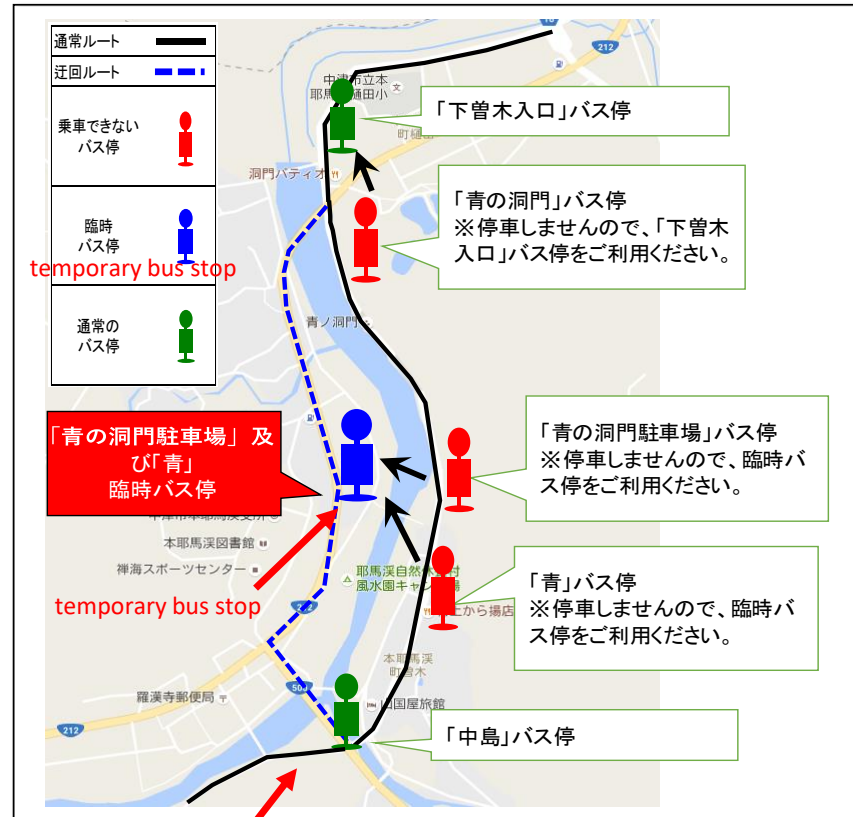 通常ルート
迂回ルート
乗車できない
バス停
臨時
バス停
temporary bus stop
通常の
バス停
212
中津市立本
耶馬渓樋田小
文
「下曽木入口」バス停
洞門パティオ
「青の洞門」バス停
※停車しませんので、「下曽木
入口」バス停をご利用ください。
青ノ洞門
「青の洞門駐車場」 及
び「青」
臨時バス停
「青の洞門駐車場」バス停
※停車しませんので、臨時バ
ス停をご利用ください。
本耶馬渓図書館
禅海スポーツセンター
temporary bus stop
耶馬渓自然休
村
風水園キャン
場
「青」バス停
※停車しませんので、臨時バ
ス停をご利用ください。
から揚店
本耶馬渓
町曽木
羅漢寺郵便局
500
国屋旅館
212
「中島」バス停